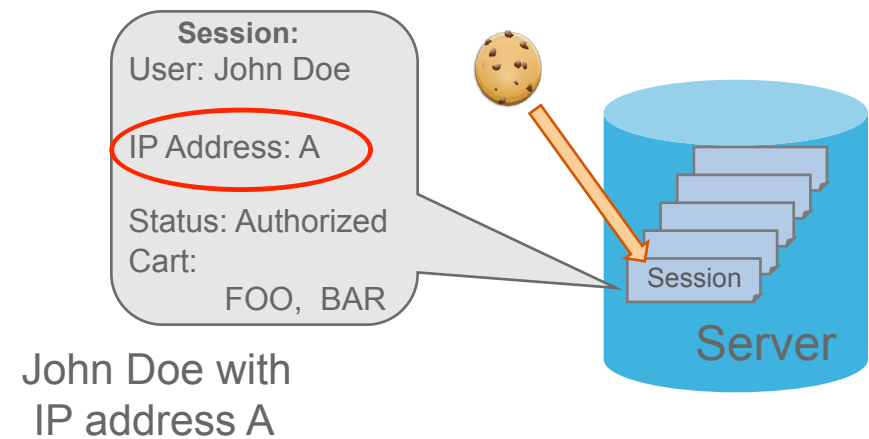 Session:
User: John Doe
IP Address: A
Status: Authorized
Cart:
FOO, BAR
Session
Server
John Doe with
IP address A